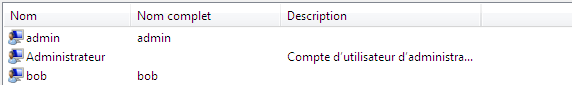 Nom Nom complet Description
admin admin
Administrateur Compte d'utilisateur d'administra...
bob bob